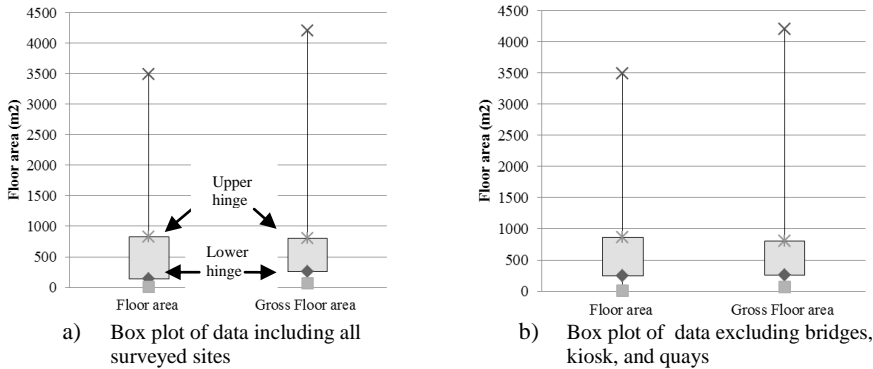 4500
4000
3500
3000
2500
2000
1500
1000
500
0
Floor area (m2)
Upper
hinge
Lower
hinge
Floor area
Gross Floor area
a) Box plot of data including all
surveyed sites
4500
4000
3500
3000
2500
2000
1500
1000
500
0
Floor area (m2)
Floor area
Gross Floor area
b) Box plot of data excluding bridges,
kiosk, and quays